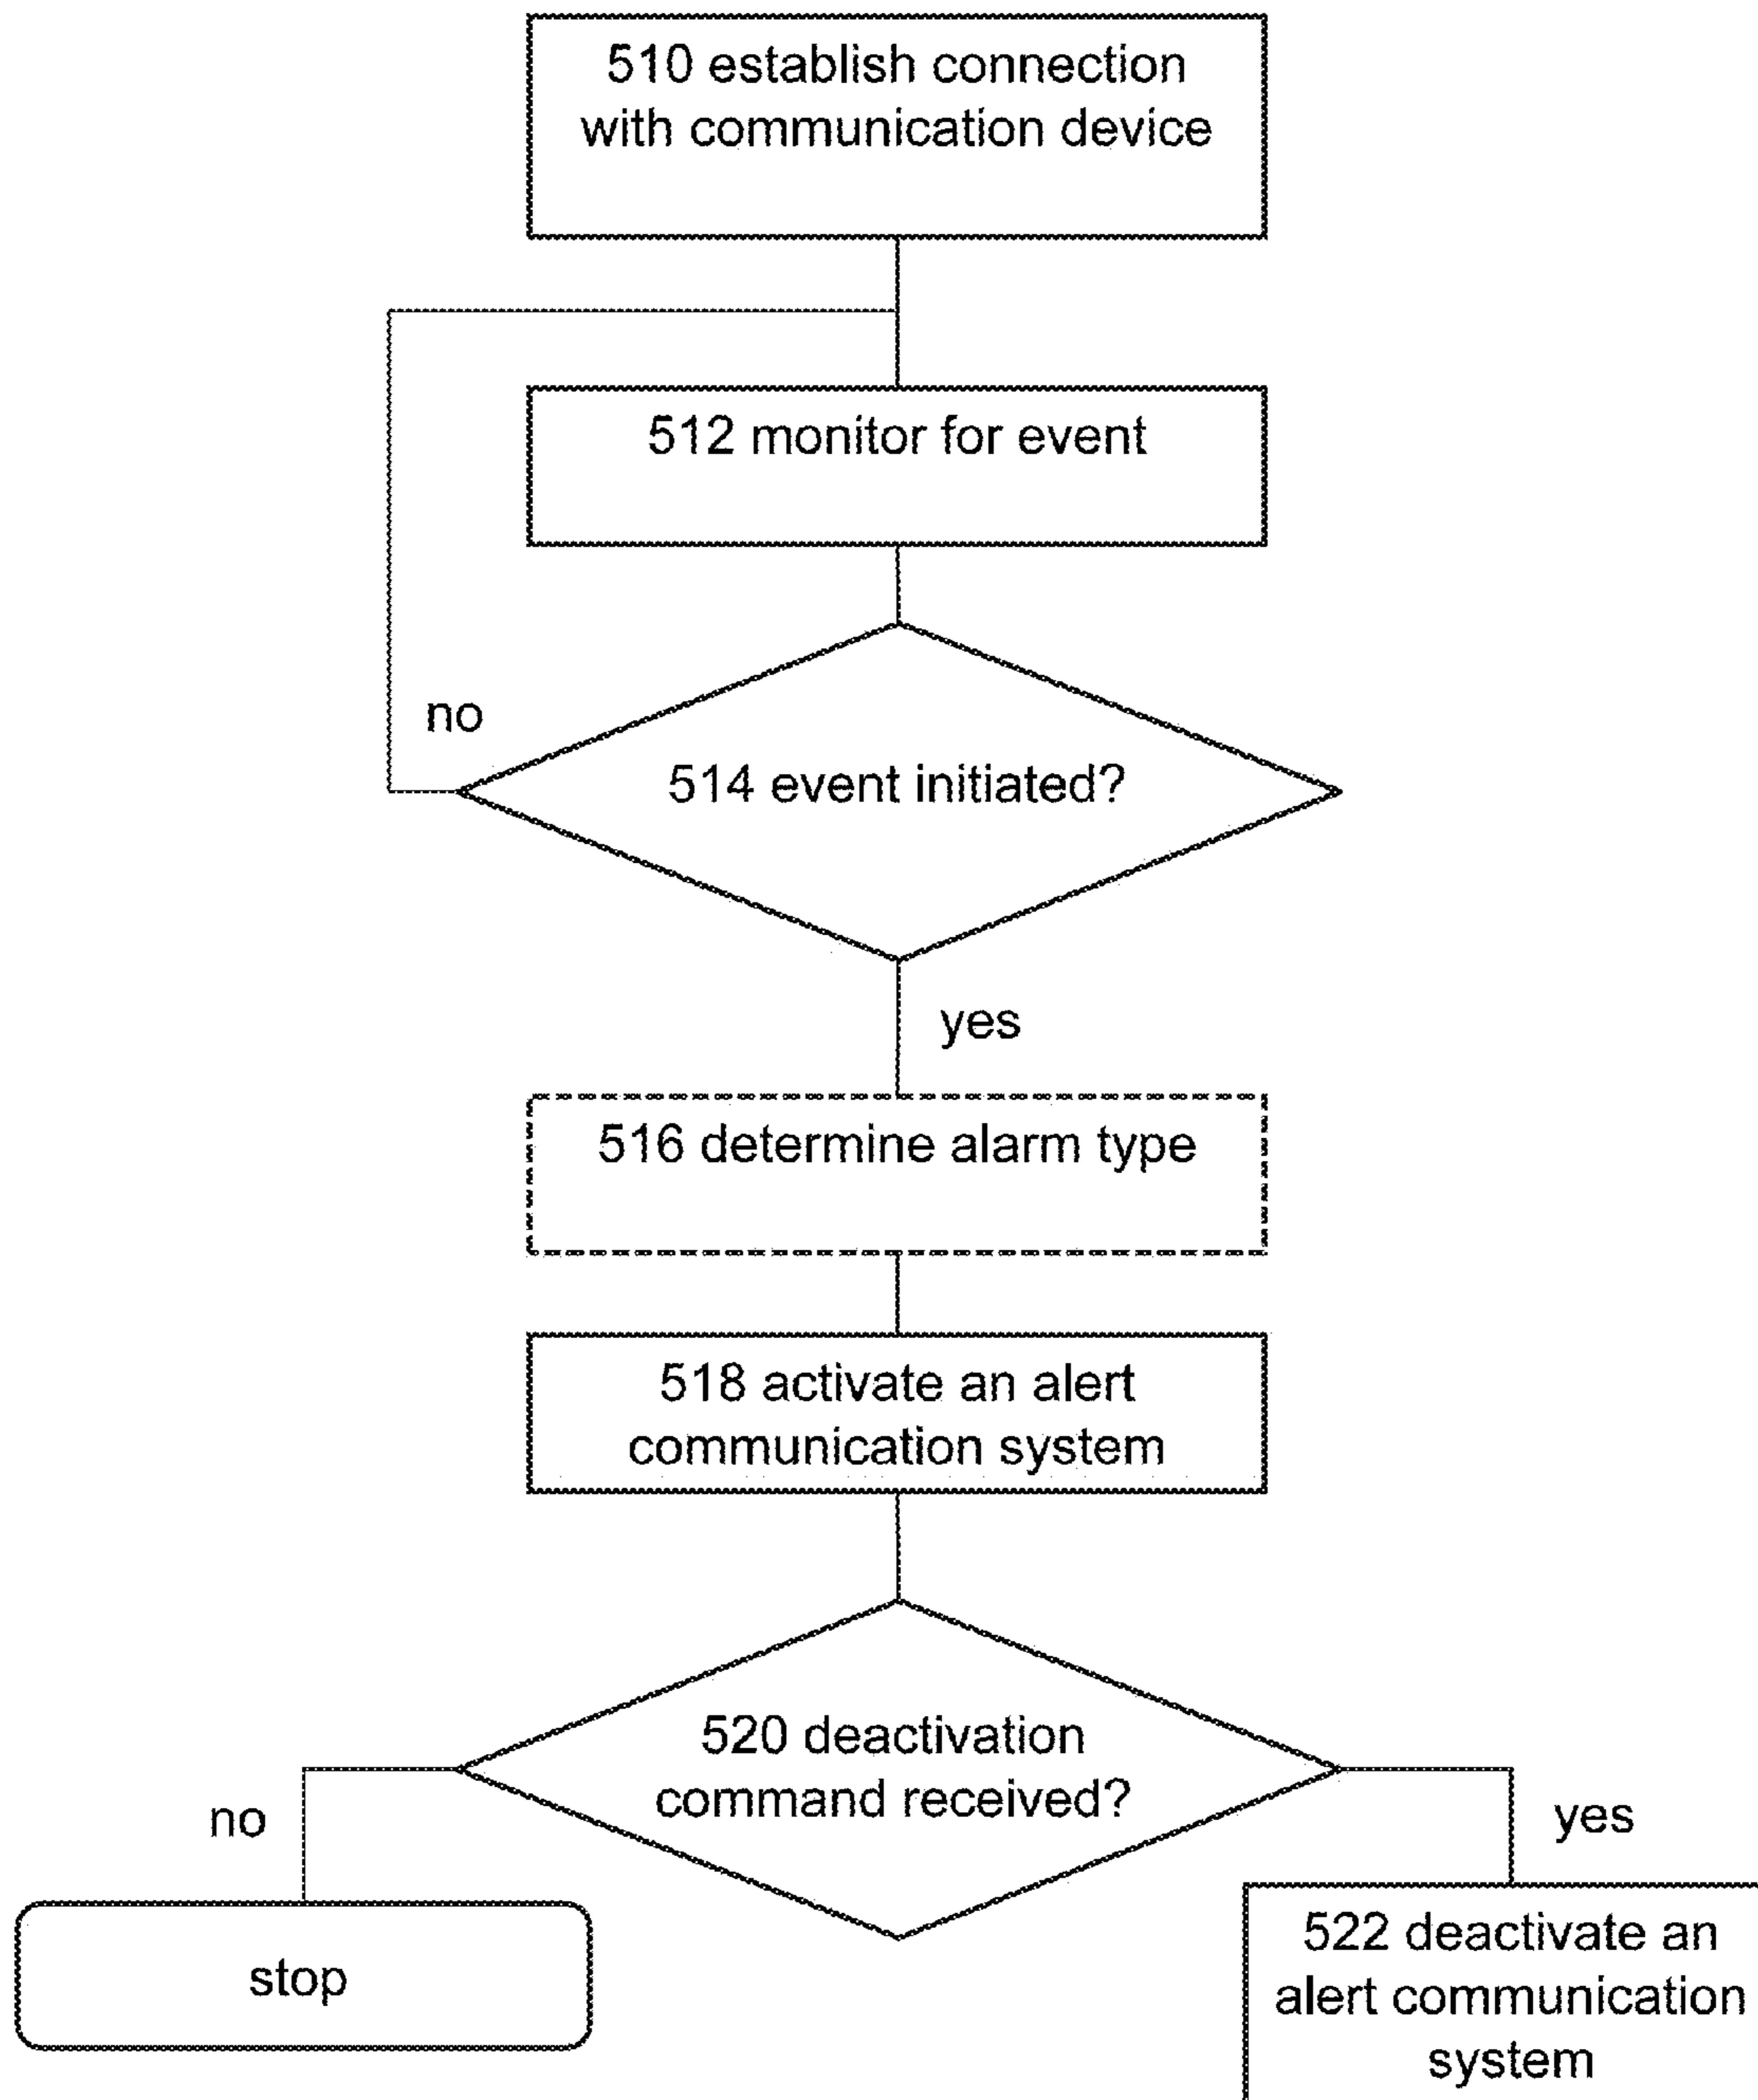 510 establish connection
with communication device
512 monitor for event
no
514 event initiated?
yes
516 determine alarm type
518 activate an alert
communication system
520 deactivation
command received?
no
yes
stop
522 deactivate an
alert communication
system